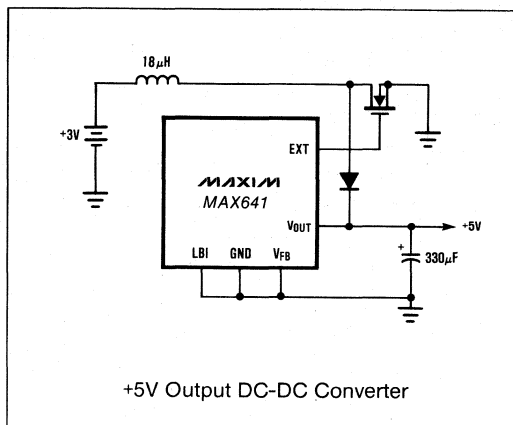 18μH
+3V
EXT
MAXIM
MAX641
VOUT
+5V
LBI GND VFB
+
330μF
+5V Output DC-DC Converter